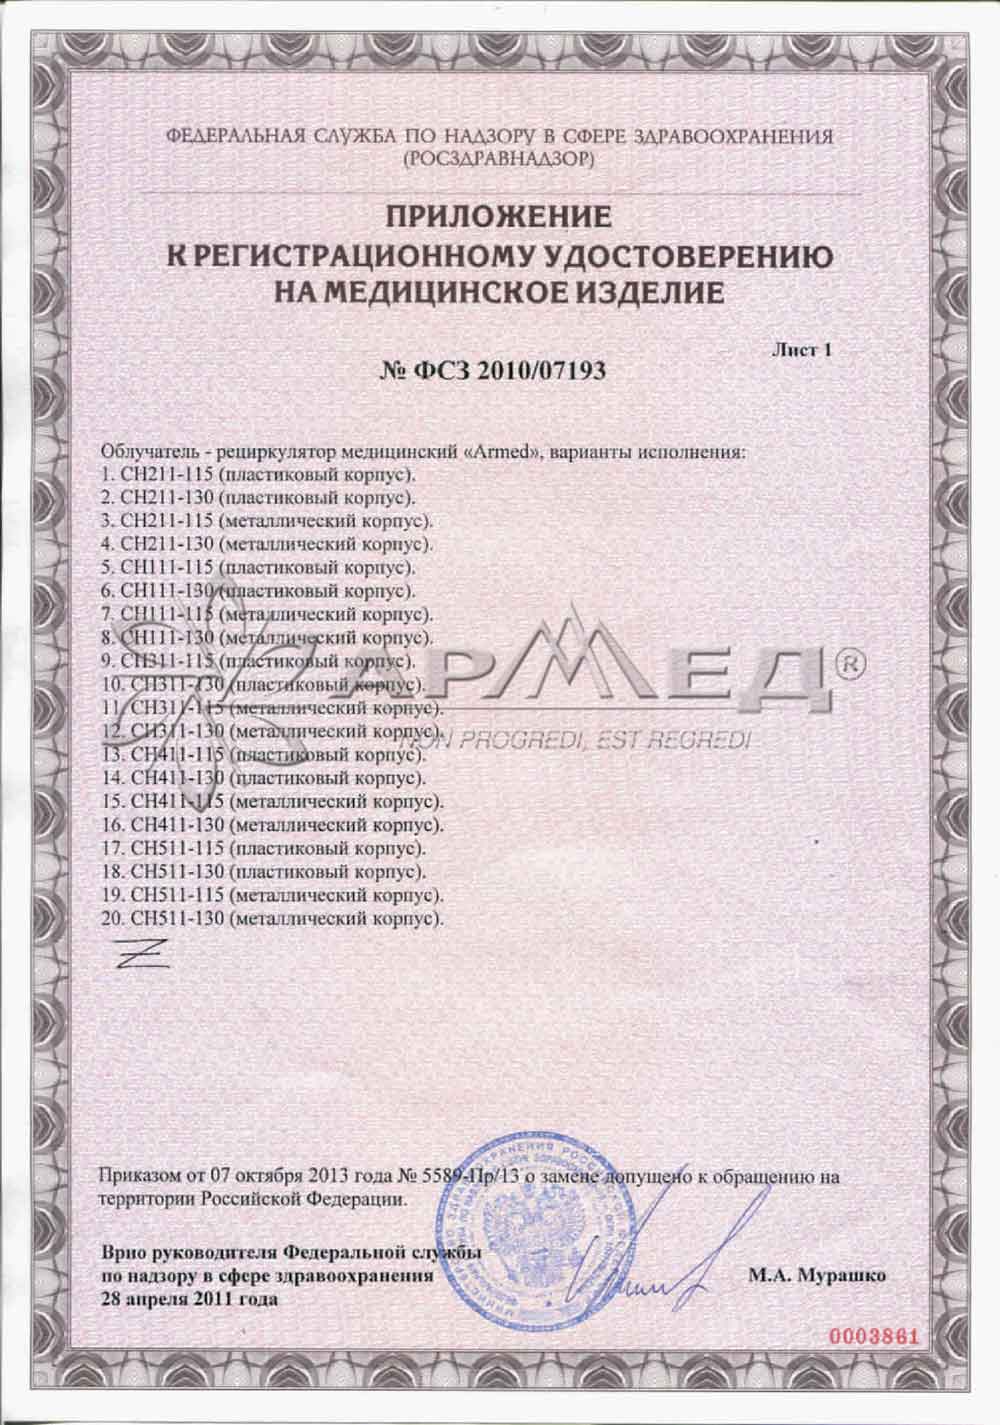 ФЕДЕРАЛЬНАЯ СЛУЖБА ПО НАДЗОРУ В СФЕРЕ ЗДРАВООХРАНЕНИЯ
(РОСЗДРАВНАДЗОР)
ПРИЛОЖЕНИЕ
К РЕГИСТРАЦИОННОМУ УДОСТОВЕРЕНИЮ
НА МЕДИЦИНСКОЕ ИЗДЕЛИЕ
Лист 1
№ ФСЗ 2010/07193
Облучатель - рециркулятор медицинский «Armed», варианты исполнения:
1. СН211-115 (пластиковый корпус).
2. СН211-130 (пластиковый корпус).
3. СН211-115 (металлический корпус).
4. СН211-130 (металлический корпус).
5. СН111-115 (пластиковый корпус).
6. СН111-130 (пластиковый корпус).
7. СН111-115 (металлический корпус).
8. СН111-130 (металлический корпус).
9. СН311-115 (пластиковый корпус).
10. СН311-130 (пластиковый корпус).
11. СН311-115 (металлический корпус).
12. СН311-130 (металлический корпус).
13. СН411-115 (пластиковый корпус).
14. СН411-130 (пластиковый корпус).
15. СН411-115 (металлический корпус).
16. СН411-130 (металлический корпус).
17. СН511-115 (пластиковый корпус).
18. СН511-130 (пластиковый корпус).
19. СН511-115 (металлический корпус).
20. СН511-130 (металлический корпус).
АРМЕД®
NON PROGREDI, EST REGREDI
Приказом от 07 октября 2013 года № 5589-Пр/13 о замене допущено к обращению на
территории Российской Федерации.
Врио руководителя Федеральной службы
по надзору в сфере здравоохранения
28 апреля 2011 года
М.А. Мурашко
0003861